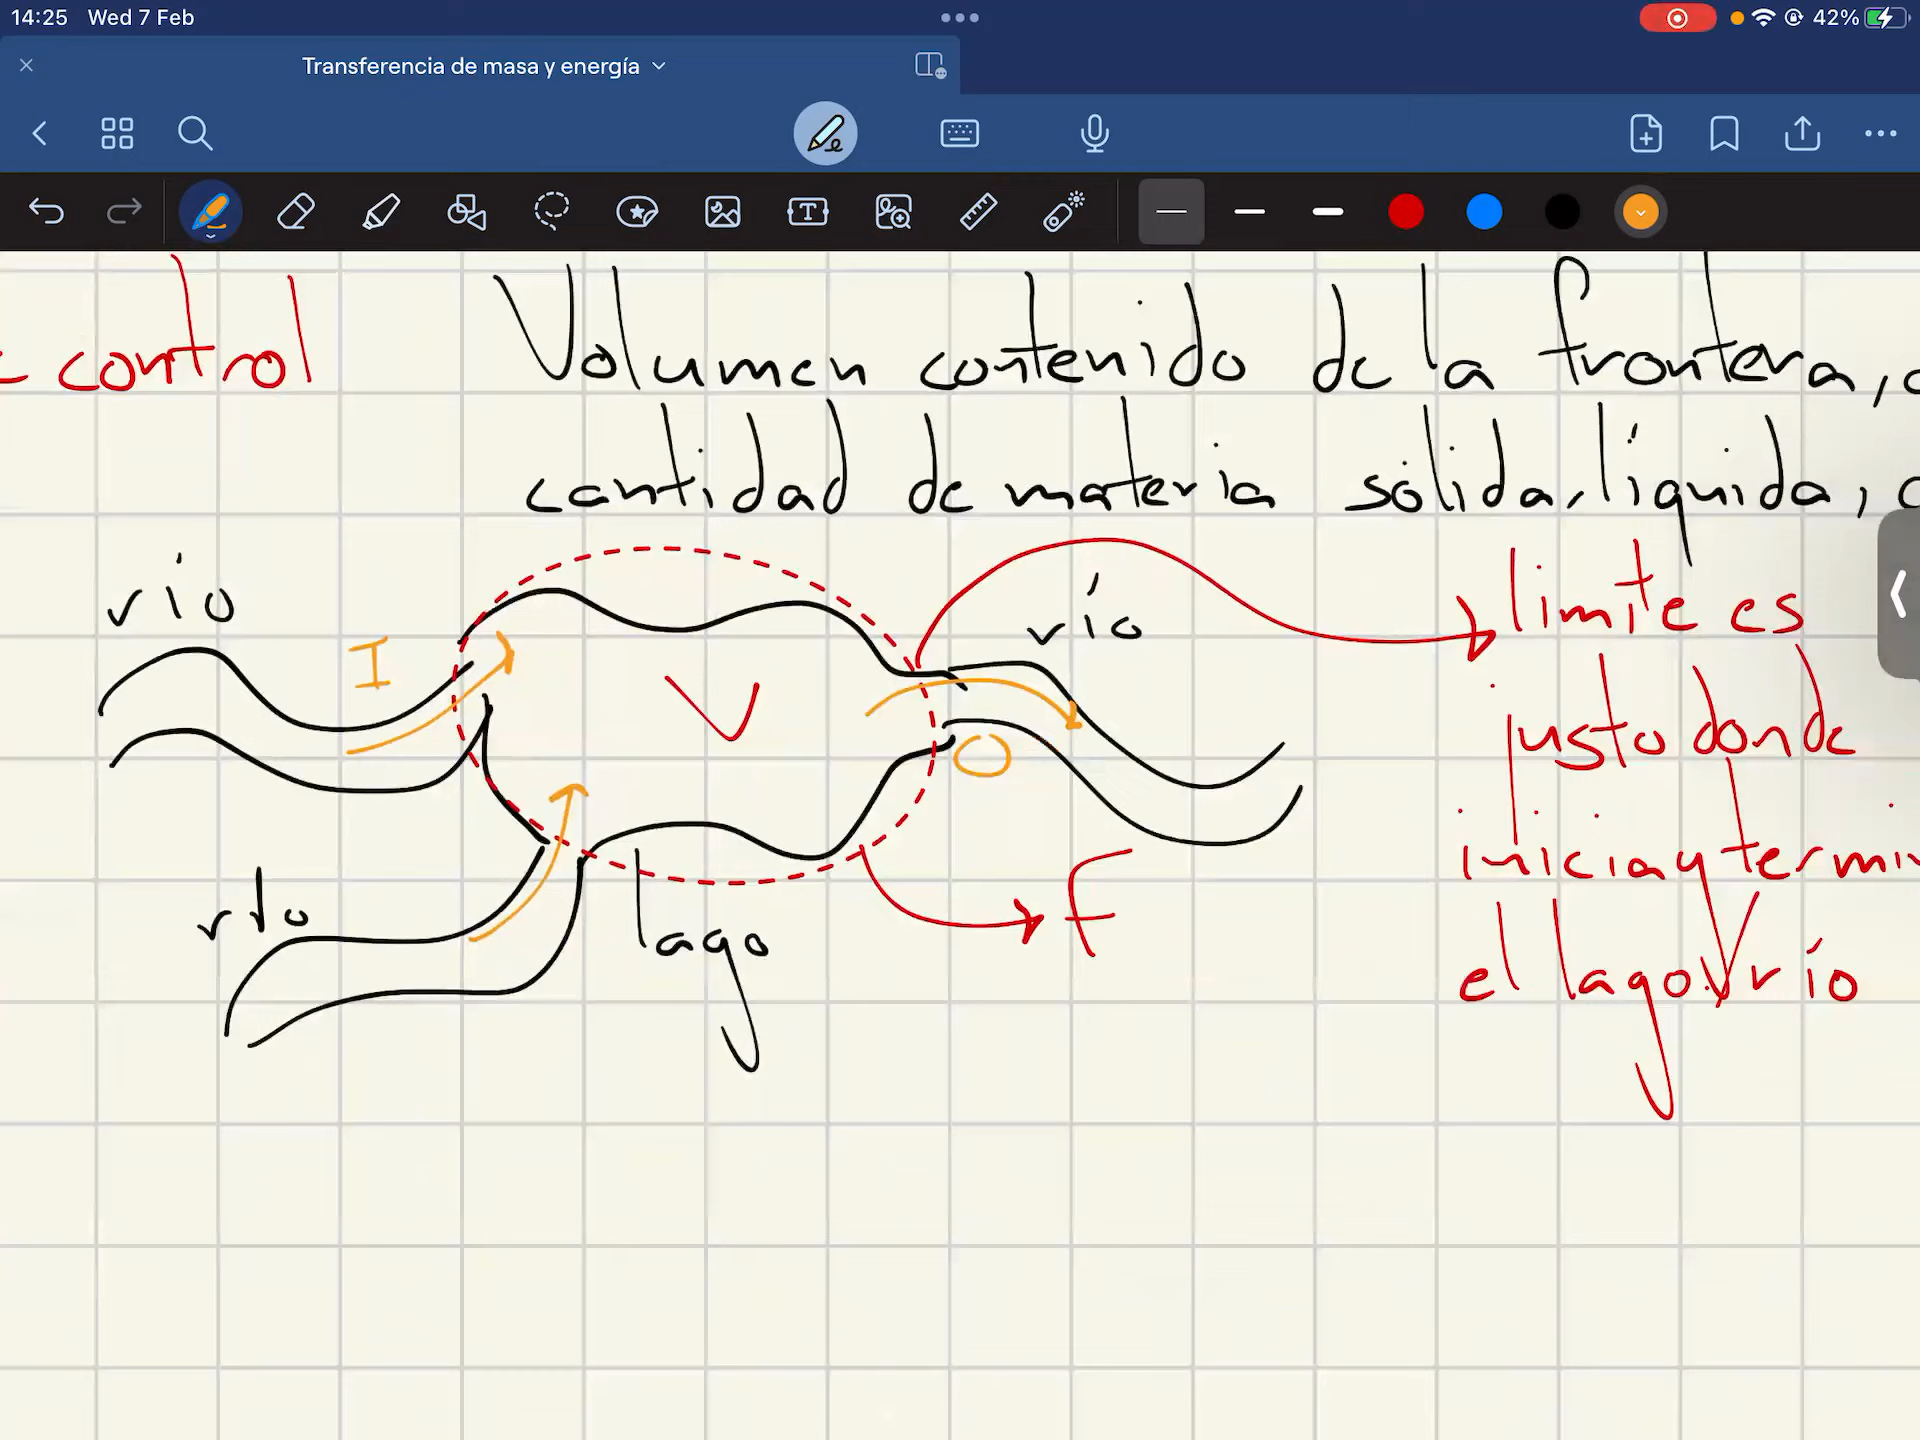 14:25 Wed 7 Feb
42%
Transferencia de masa y energía
control
Volumen contenido de la frontera,
cantidad de materia sólida, líquida,
río
I
V
río
O
río
lago
F
límite es
justo donde
inicia y termi
el lago y río